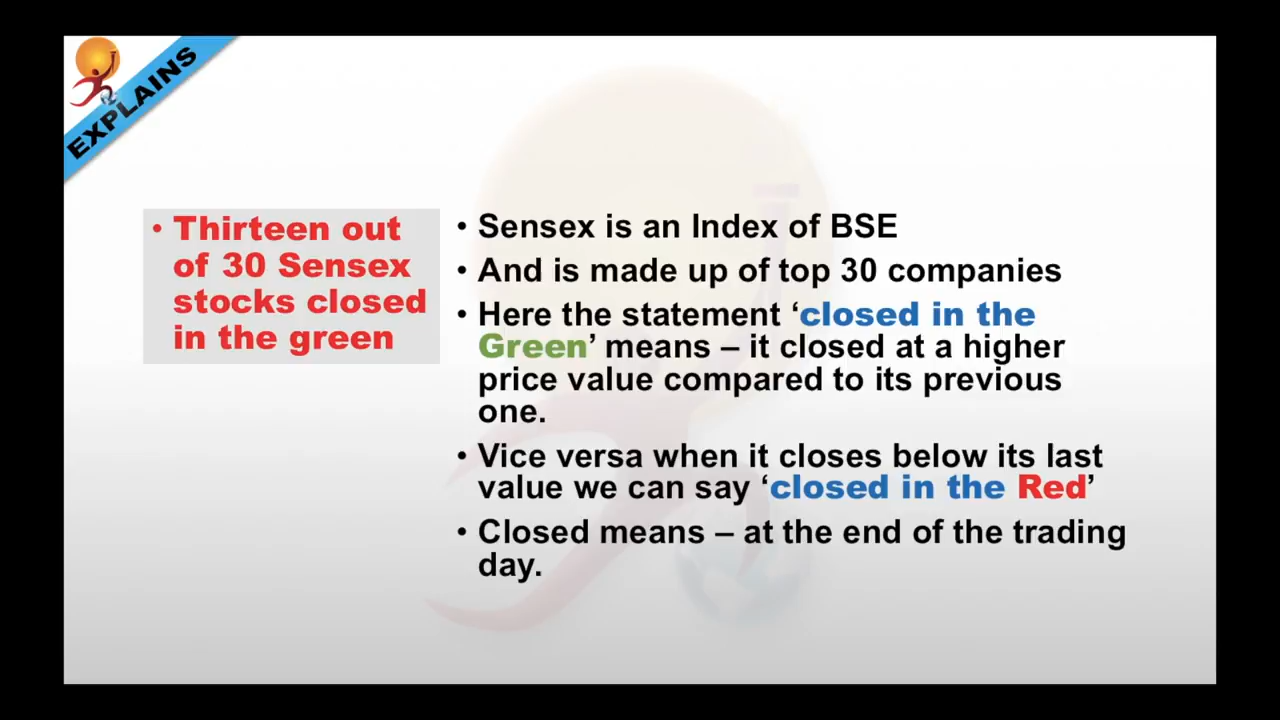 EXPLAINS
• Thirteen out
of 30 Sensex
stocks closed
in the green
• Sensex is an Index of BSE
• And is made up of top 30 companies
• Here the statement ‘closed in the
Green’ means – it closed at a higher
price value compared to its previous
one.
• Vice versa when it closes below its last
value we can say ‘closed in the Red’
• Closed means – at the end of the trading
day.